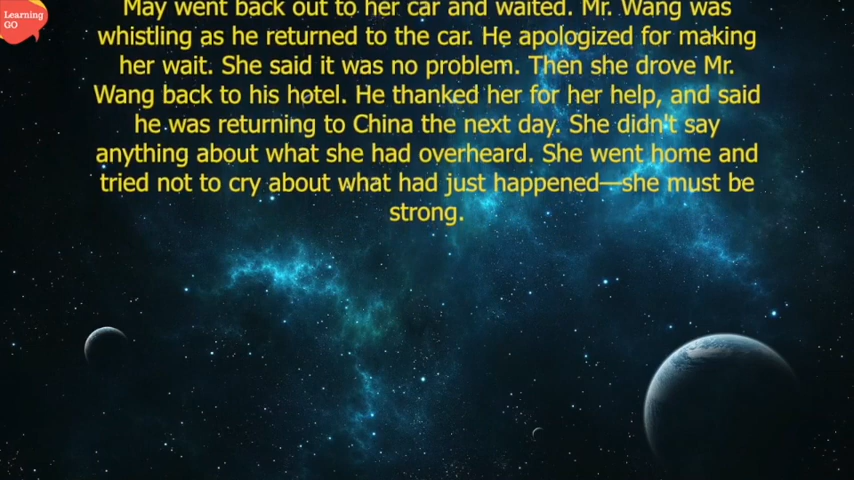 Learning
GO
May went back out to her car and waited. Mr. Wang was
whistling as he returned to the car. He apologized for making
her wait. She said it was no problem. Then she drove Mr.
Wang back to his hotel. He thanked her for her help, and said
he was returning to China the next day. She didn't say
anything about what she had overheard. She went home and
tried not to cry about what had just happened—she must be
strong.